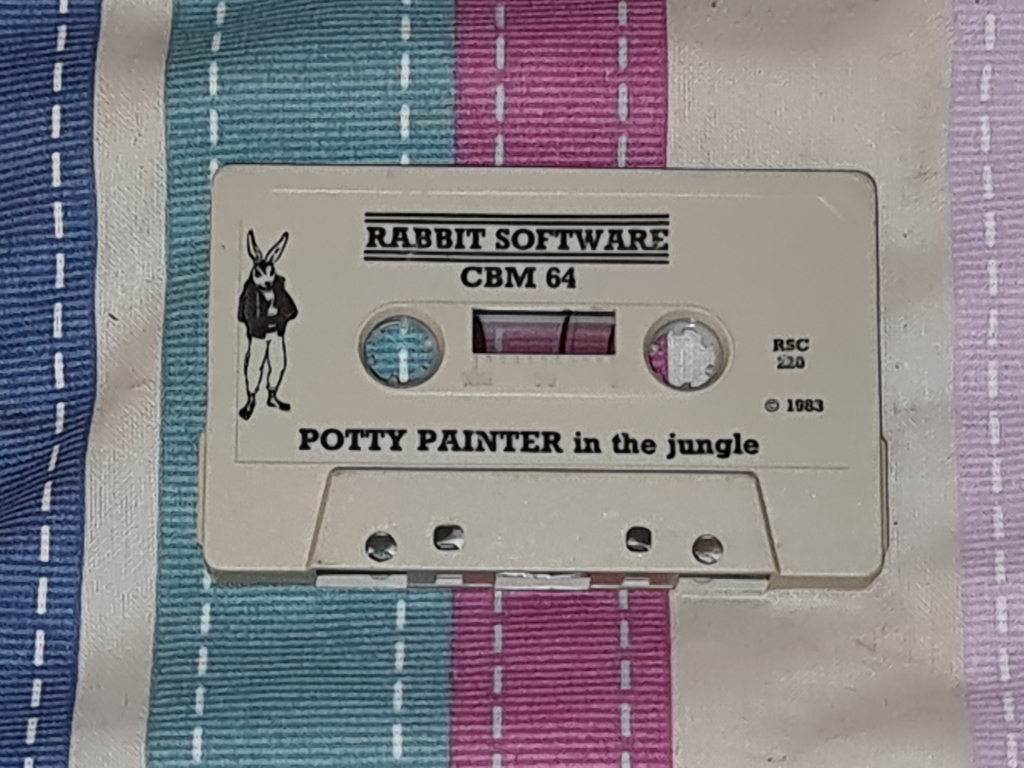 RABBIT SOFTWARE
CBM 64
RSC
220
© 1983
POTTY PAINTER in the jungle